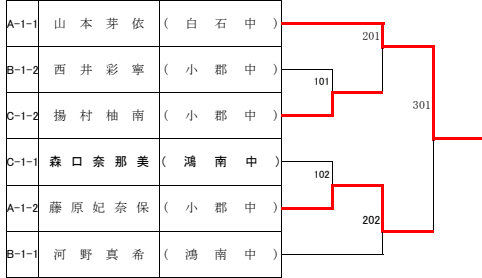 A-1-1 山本芽依 (白石中)
201
B-1-2 西井彩寧 (小郡中)
101
C-1-2 揚村柚南 (小郡中)
301
C-1-1 森口奈那美 (鴻南中)
102
A-1-2 藤原妃奈保 (小郡中)
202
B-1-1 河野真希 (鴻南中)